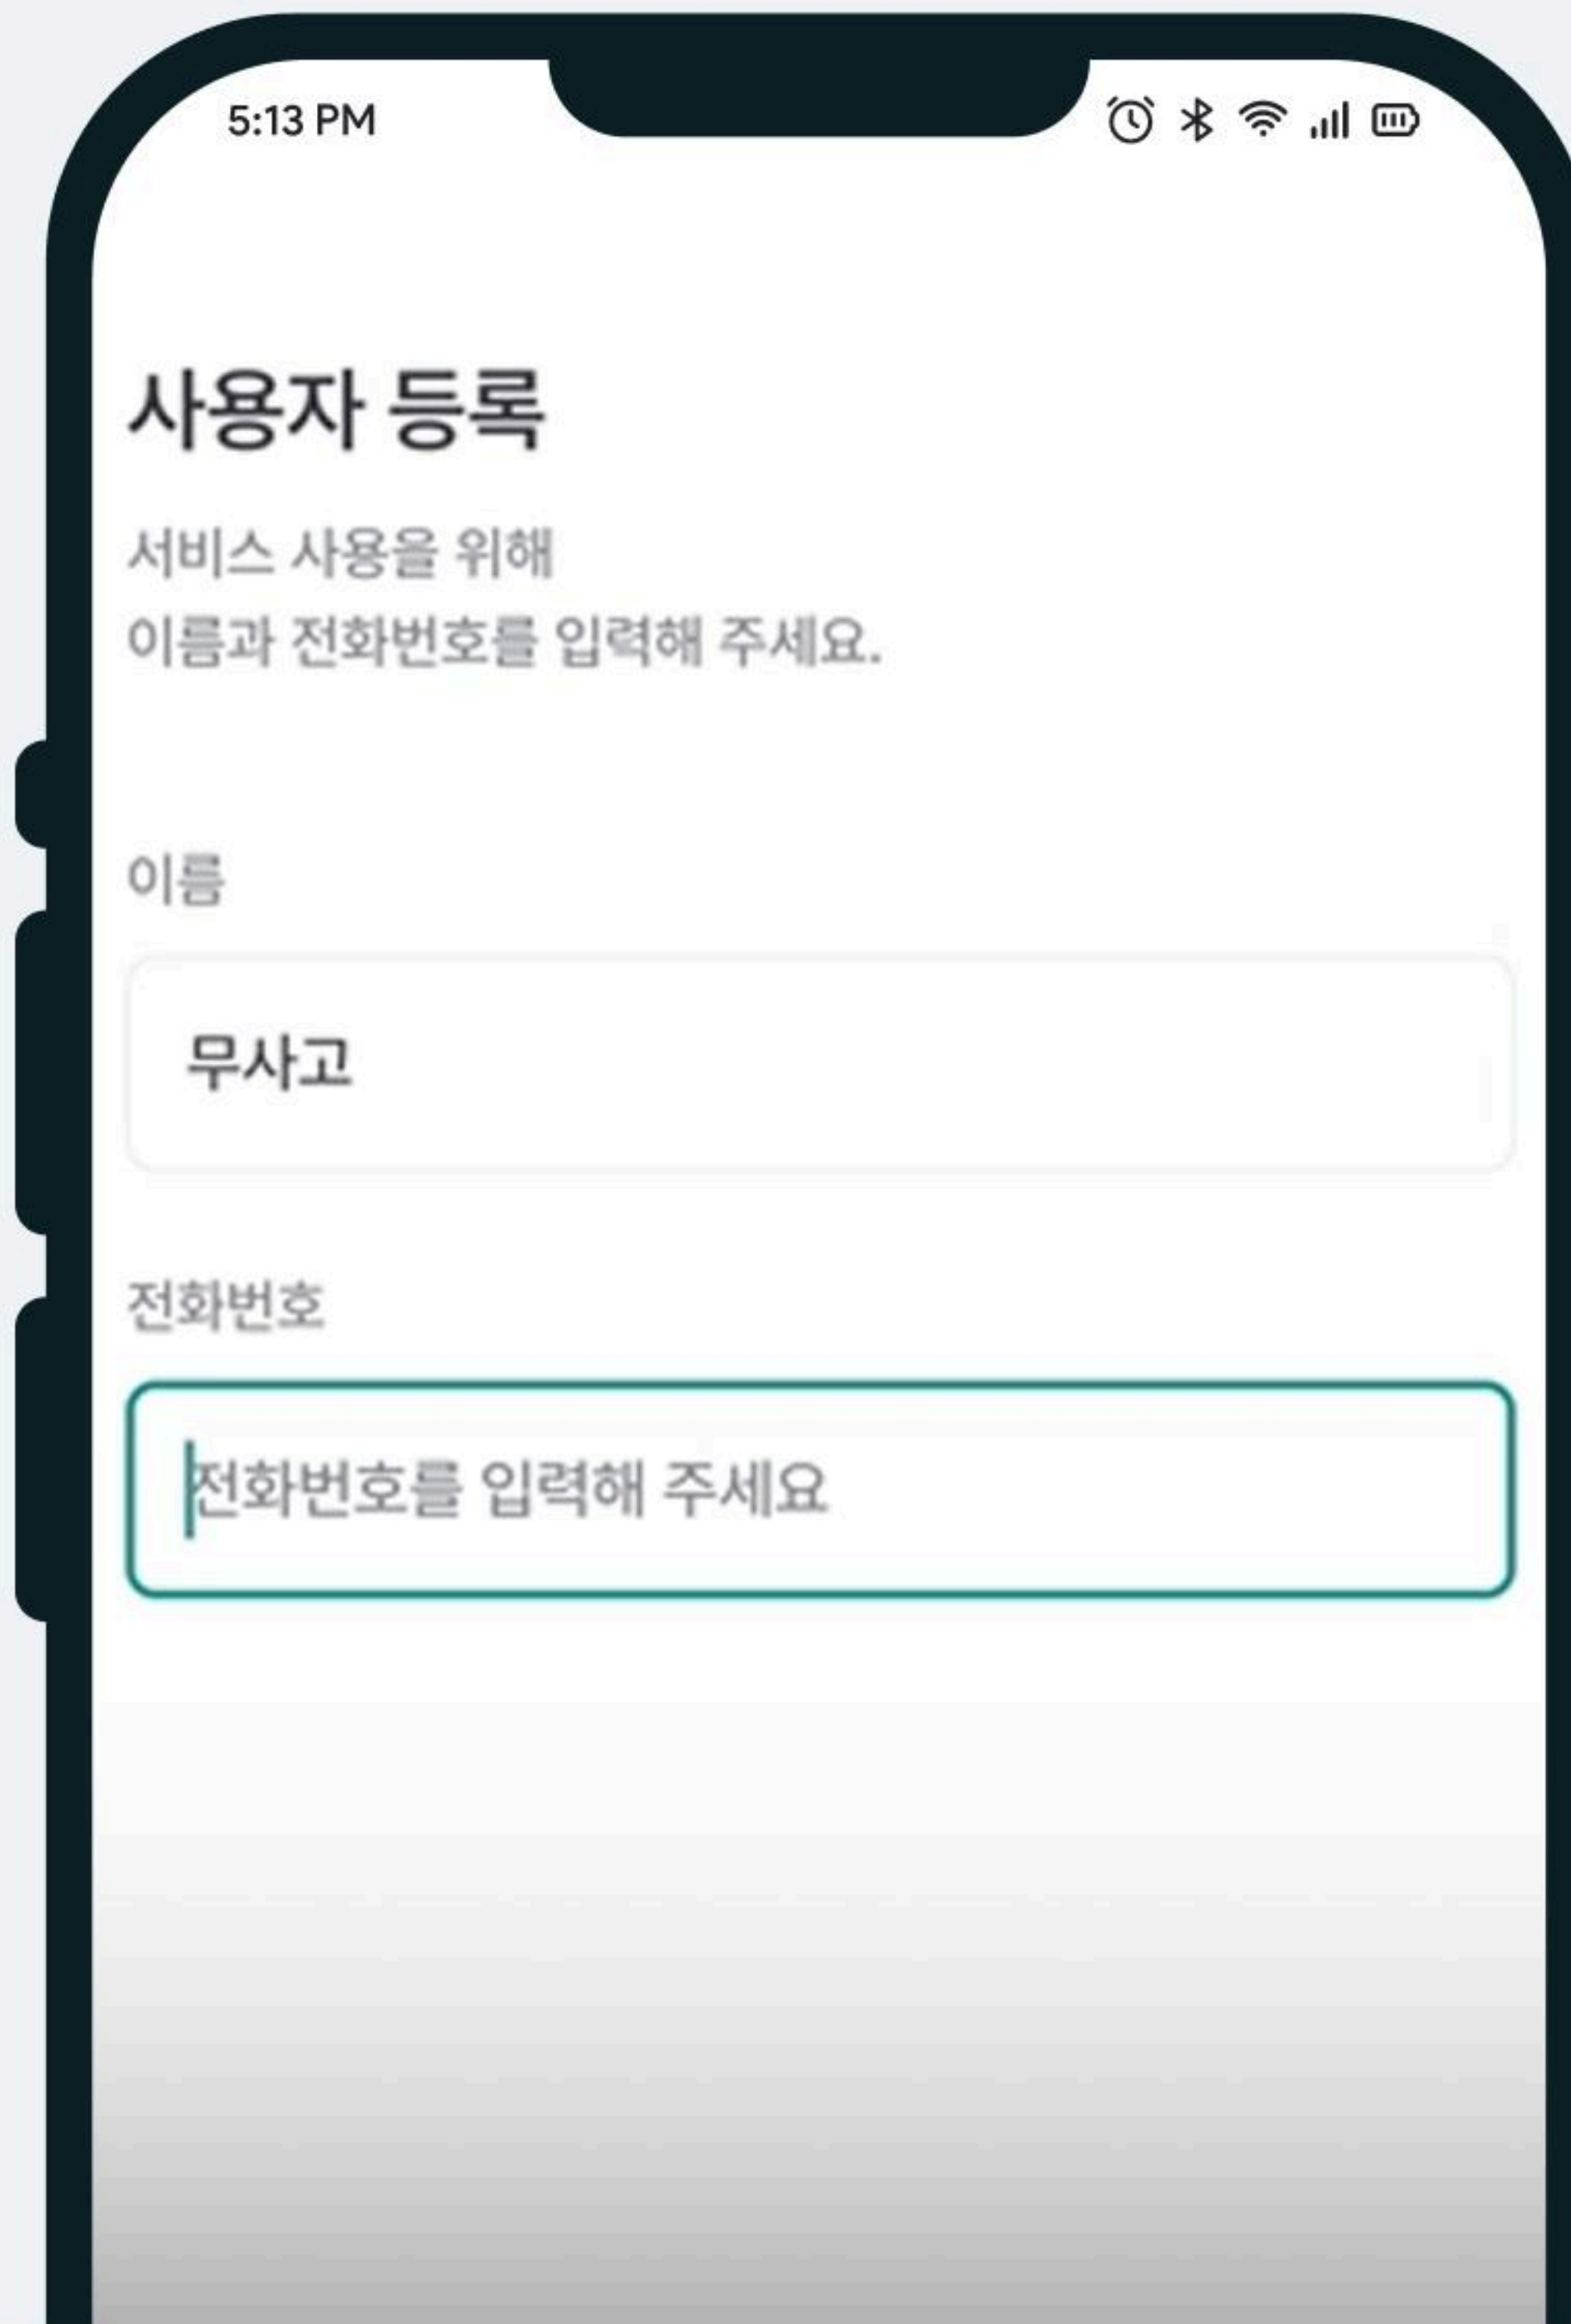 5:13 PM
사용자 등록
서비스 사용을 위해
이름과 전화번호를 입력해 주세요.
이름
무사고
전화번호
전화번호를 입력해 주세요